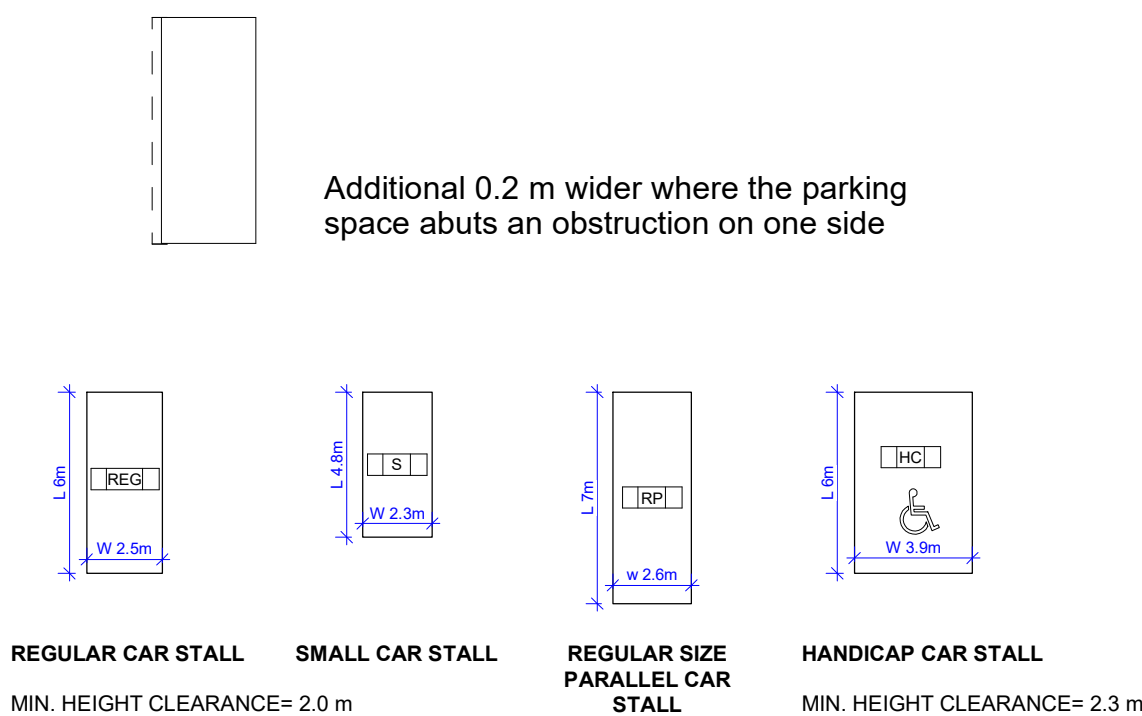 Additional 0.2 m wider where the parking
space abuts an obstruction on one side
L 6m
REG
W 2.5m
L 4.8m
S
W 2.3m
L 7m
RP
w 2.6m
L 6m
HC
W 3.9m
REGULAR CAR STALL
MIN. HEIGHT CLEARANCE= 2.0 m
SMALL CAR STALL
REGULAR SIZE
PARALLEL CAR
STALL
HANDICAP CAR STALL
MIN. HEIGHT CLEARANCE= 2.3 m